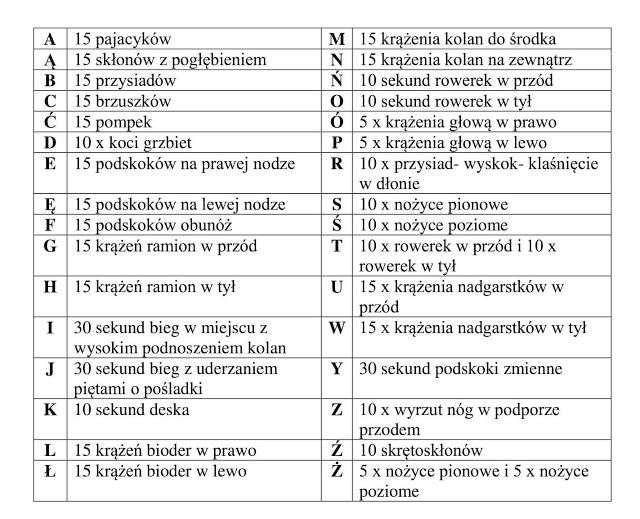 A 15 pajacyków
Ą 15 skłonów z pogłębieniem
B 15 przysiadów
C 15 brzuszków
Ć 15 pompek
D 10 x koci grzbiet
E 15 podskoków na prawej nodze
Ę 15 podskoków na lewej nodze
F 15 podskoków obunóż
G 15 krążeń ramion w przód
H 15 krążeń ramion w tył
I 30 sekund bieg w miejscu z
wysokim podnoszeniem kolan
J 30 sekund bieg z uderzaniem
piętami o pośladki
K 10 sekund deska
L 15 krążeń bioder w prawo
Ł 15 krążeń bioder w lewo
M 15 krążenia kolan do środka
N 15 krążenia kolan na zewnątrz
Ń 10 sekund rowerek w przód
O 10 sekund rowerek w tył
Ó 5 x krążenia głową w prawo
P 5 x krążenia głową w lewo
R 10 x przysiad- wyskok- klaśnięcie
w dłonie
S 10 x nożyce pionowe
Ś 10 x nożyce poziome
T 10 x rowerek w przód i 10 x
rowerek w tył
U 15 x krążenia nadgarstków w
przód
W 15 x krążenia nadgarstków w tył
Y 30 sekund podskoki zmienne
Z 10 x wyrzut nóg w podporze
przodem
Ź 10 skrętoskłonów
Ż 5 x nożyce pionowe i 5 x nożyce
poziome